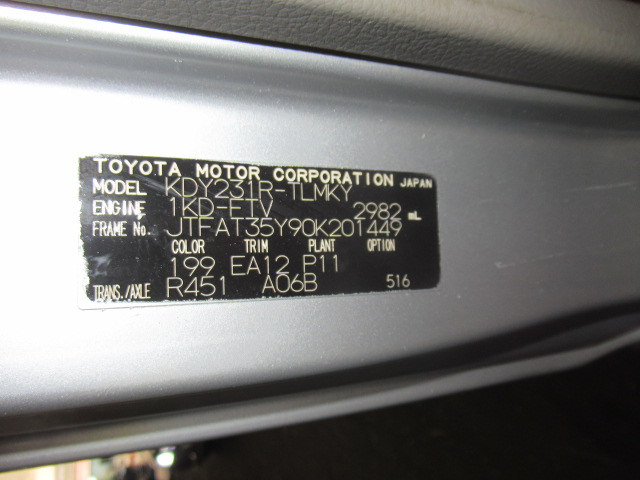 TOYOTA MOTOR CORPORATION JAPAN
MODEL KDY231R-TLMKY
ENGINE 1KD-FTV 2982 mL
FRAME No. JTFAT35Y90K201449
COLOR TRIM PLANT OPTION
199 EA12 P11
TRANS./AXLE R451 A06B 516